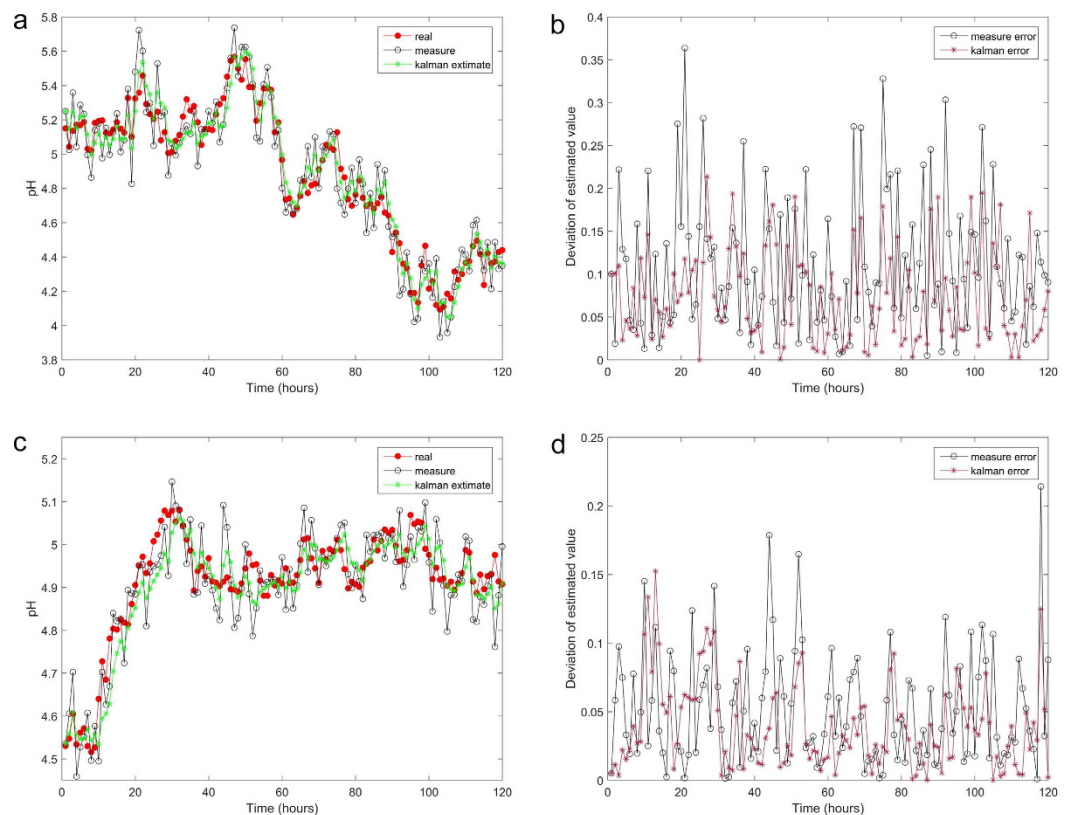 a
5.8
5.6
5.4
5.2
5
4.8
4.6
4.4
4.2
4
3.8
pH
0 20 40 60 80 100 120
Time (hours)
real
measure
kalman extimate
b
0.4
0.35
0.3
0.25
0.2
0.15
0.1
0.05
0
Deviation of estimated value
0 20 40 60 80 100 120
Time (hours)
measure error
kalman error
c
5.2
5.1
5
4.9
4.8
4.7
4.6
4.5
pH
0 20 40 60 80 100 120
Time (hours)
real
measure
kalman extimate
d
0.25
0.2
0.15
0.1
0.05
0
Deviation of estimated value
0 20 40 60 80 100 120
Time (hours)
measure error
kalman error